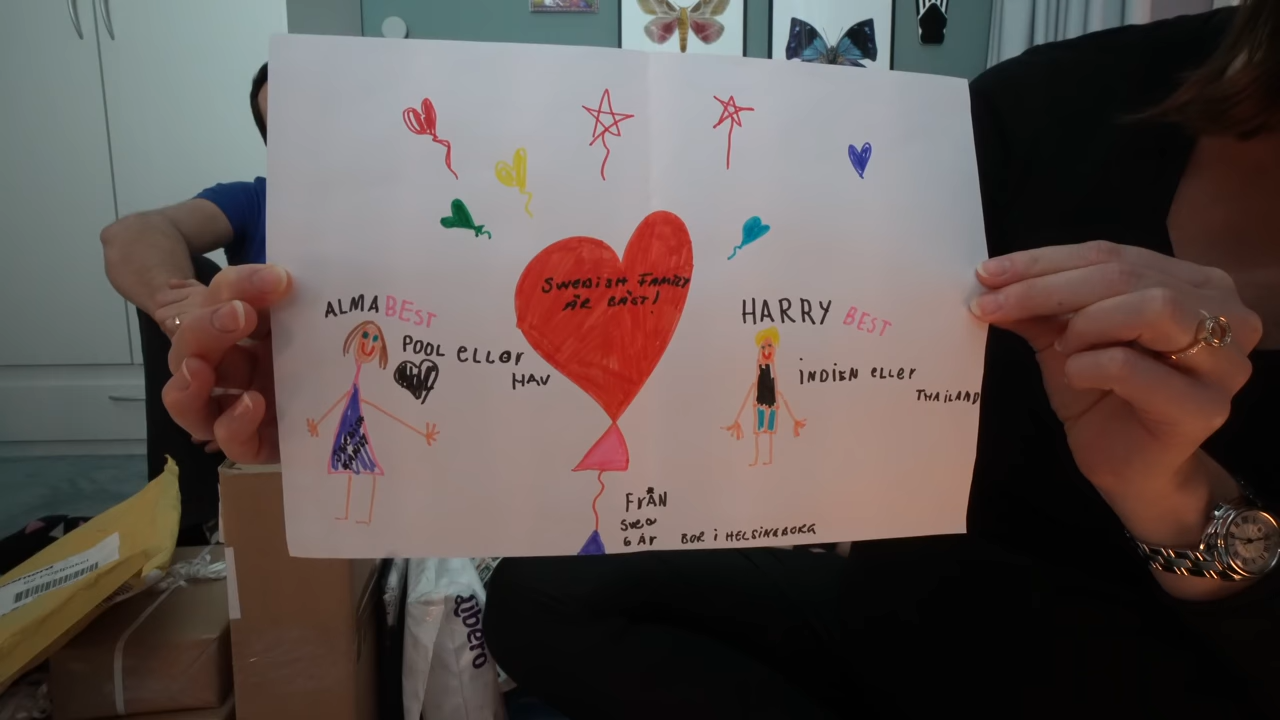 SWEDISH FAMILY
ÄR BÄST!
ALMA BEST
POOL eller
HAV
HARRY BEST
iNDiEN eller
THAiLAND
FrÅN
Svea
6 År BOR i HELSINGBORG
libero